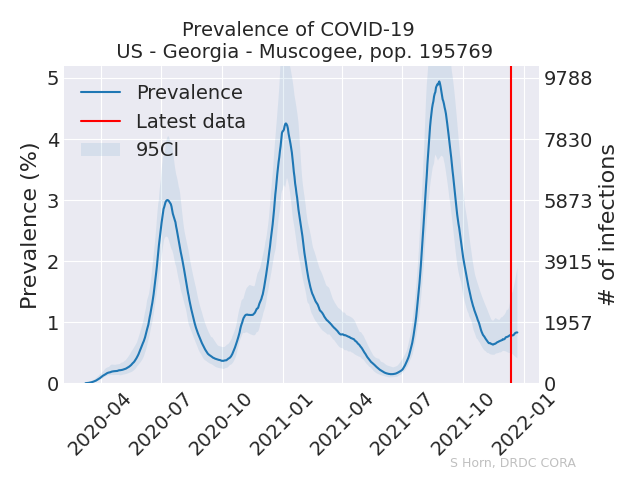 Prevalence of COVID-19
US - Georgia - Muscogee, pop. 195769
Prevalence
Latest data
95CI
Prevalence (%)
5
4
3
2
1
0
9788
7830
5873
3915
1957
0
# of infections
2020-04
2020-07
2020-10
2021-01
2021-04
2021-07
2021-10
2022-01
S Horn, DRDC CORA